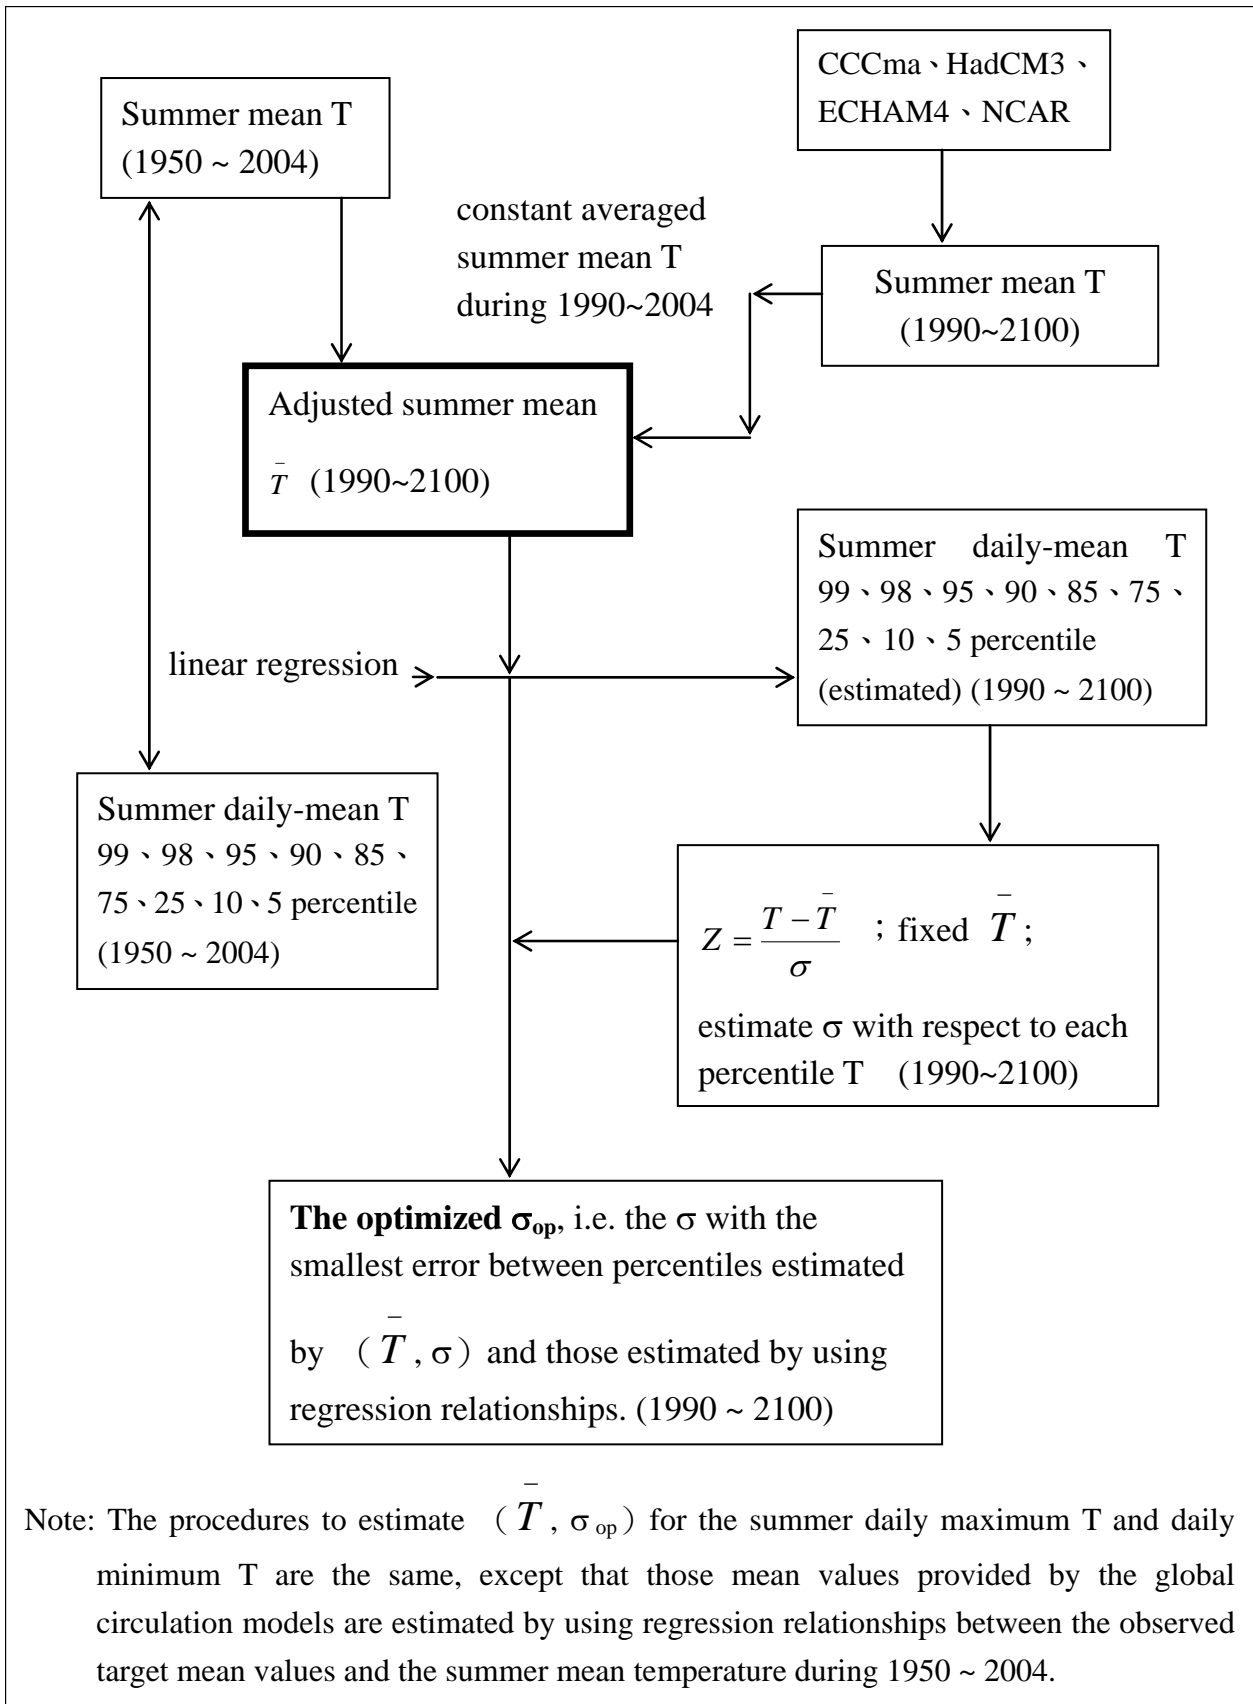 CCCma、HadCM3、
ECHAM4、NCAR
Summer mean T
(1950 ~ 2004)
constant averaged
summer mean T
during 1990~2004
Summer mean T
(1990~2100)
Adjusted summer mean
T̄ (1990~2100)
Summer daily-mean T
99、98、95、90、85、75、
25、10、5 percentile
(estimated) (1990 ~ 2100)
linear regression
Summer daily-mean T
99、98、95、90、85、
75、25、10、5 percentile
(1950 ~ 2004)
Z = (T − T̄)/σ ；fixed T̄ ;
estimate σ with respect to each
percentile T (1990~2100)
The optimized σop, i.e. the σ with the
smallest error between percentiles estimated
by （T̄ , σ）and those estimated by using
regression relationships. (1990 ~ 2100)
Note: The procedures to estimate （T̄ , σ op）for the summer daily maximum T and daily
minimum T are the same, except that those mean values provided by the global
circulation models are estimated by using regression relationships between the observed
target mean values and the summer mean temperature during 1950 ~ 2004.